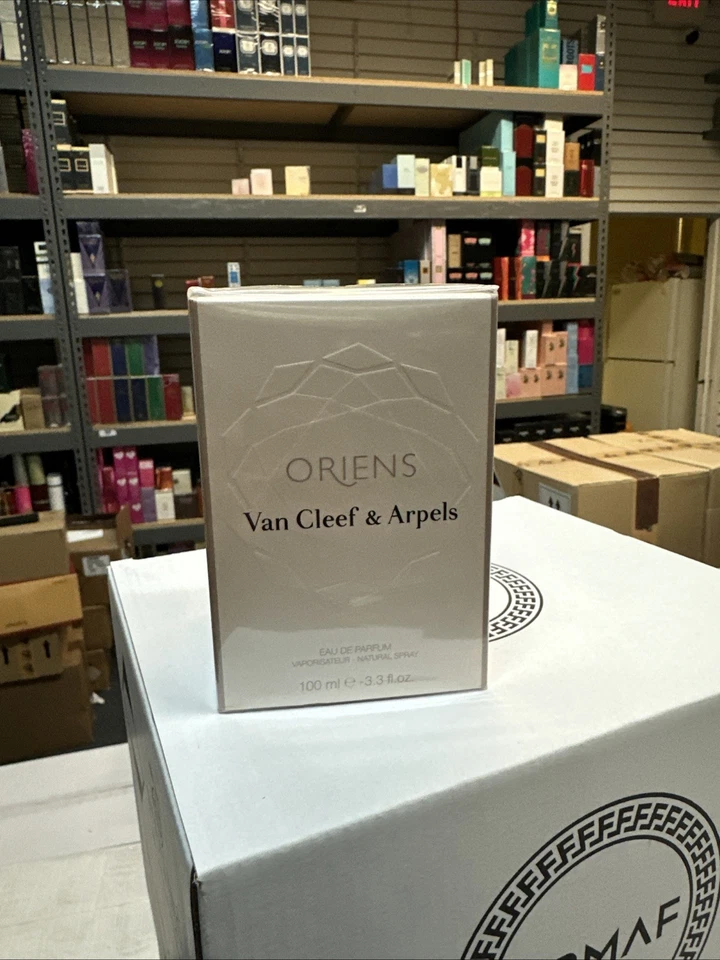 EXIT
ORIENS
Van Cleef & Arpels
EAU DE PARFUM
VAPORISATEUR - NATURAL SPRAY
100 ml ℮ -3.3 fl.oz.